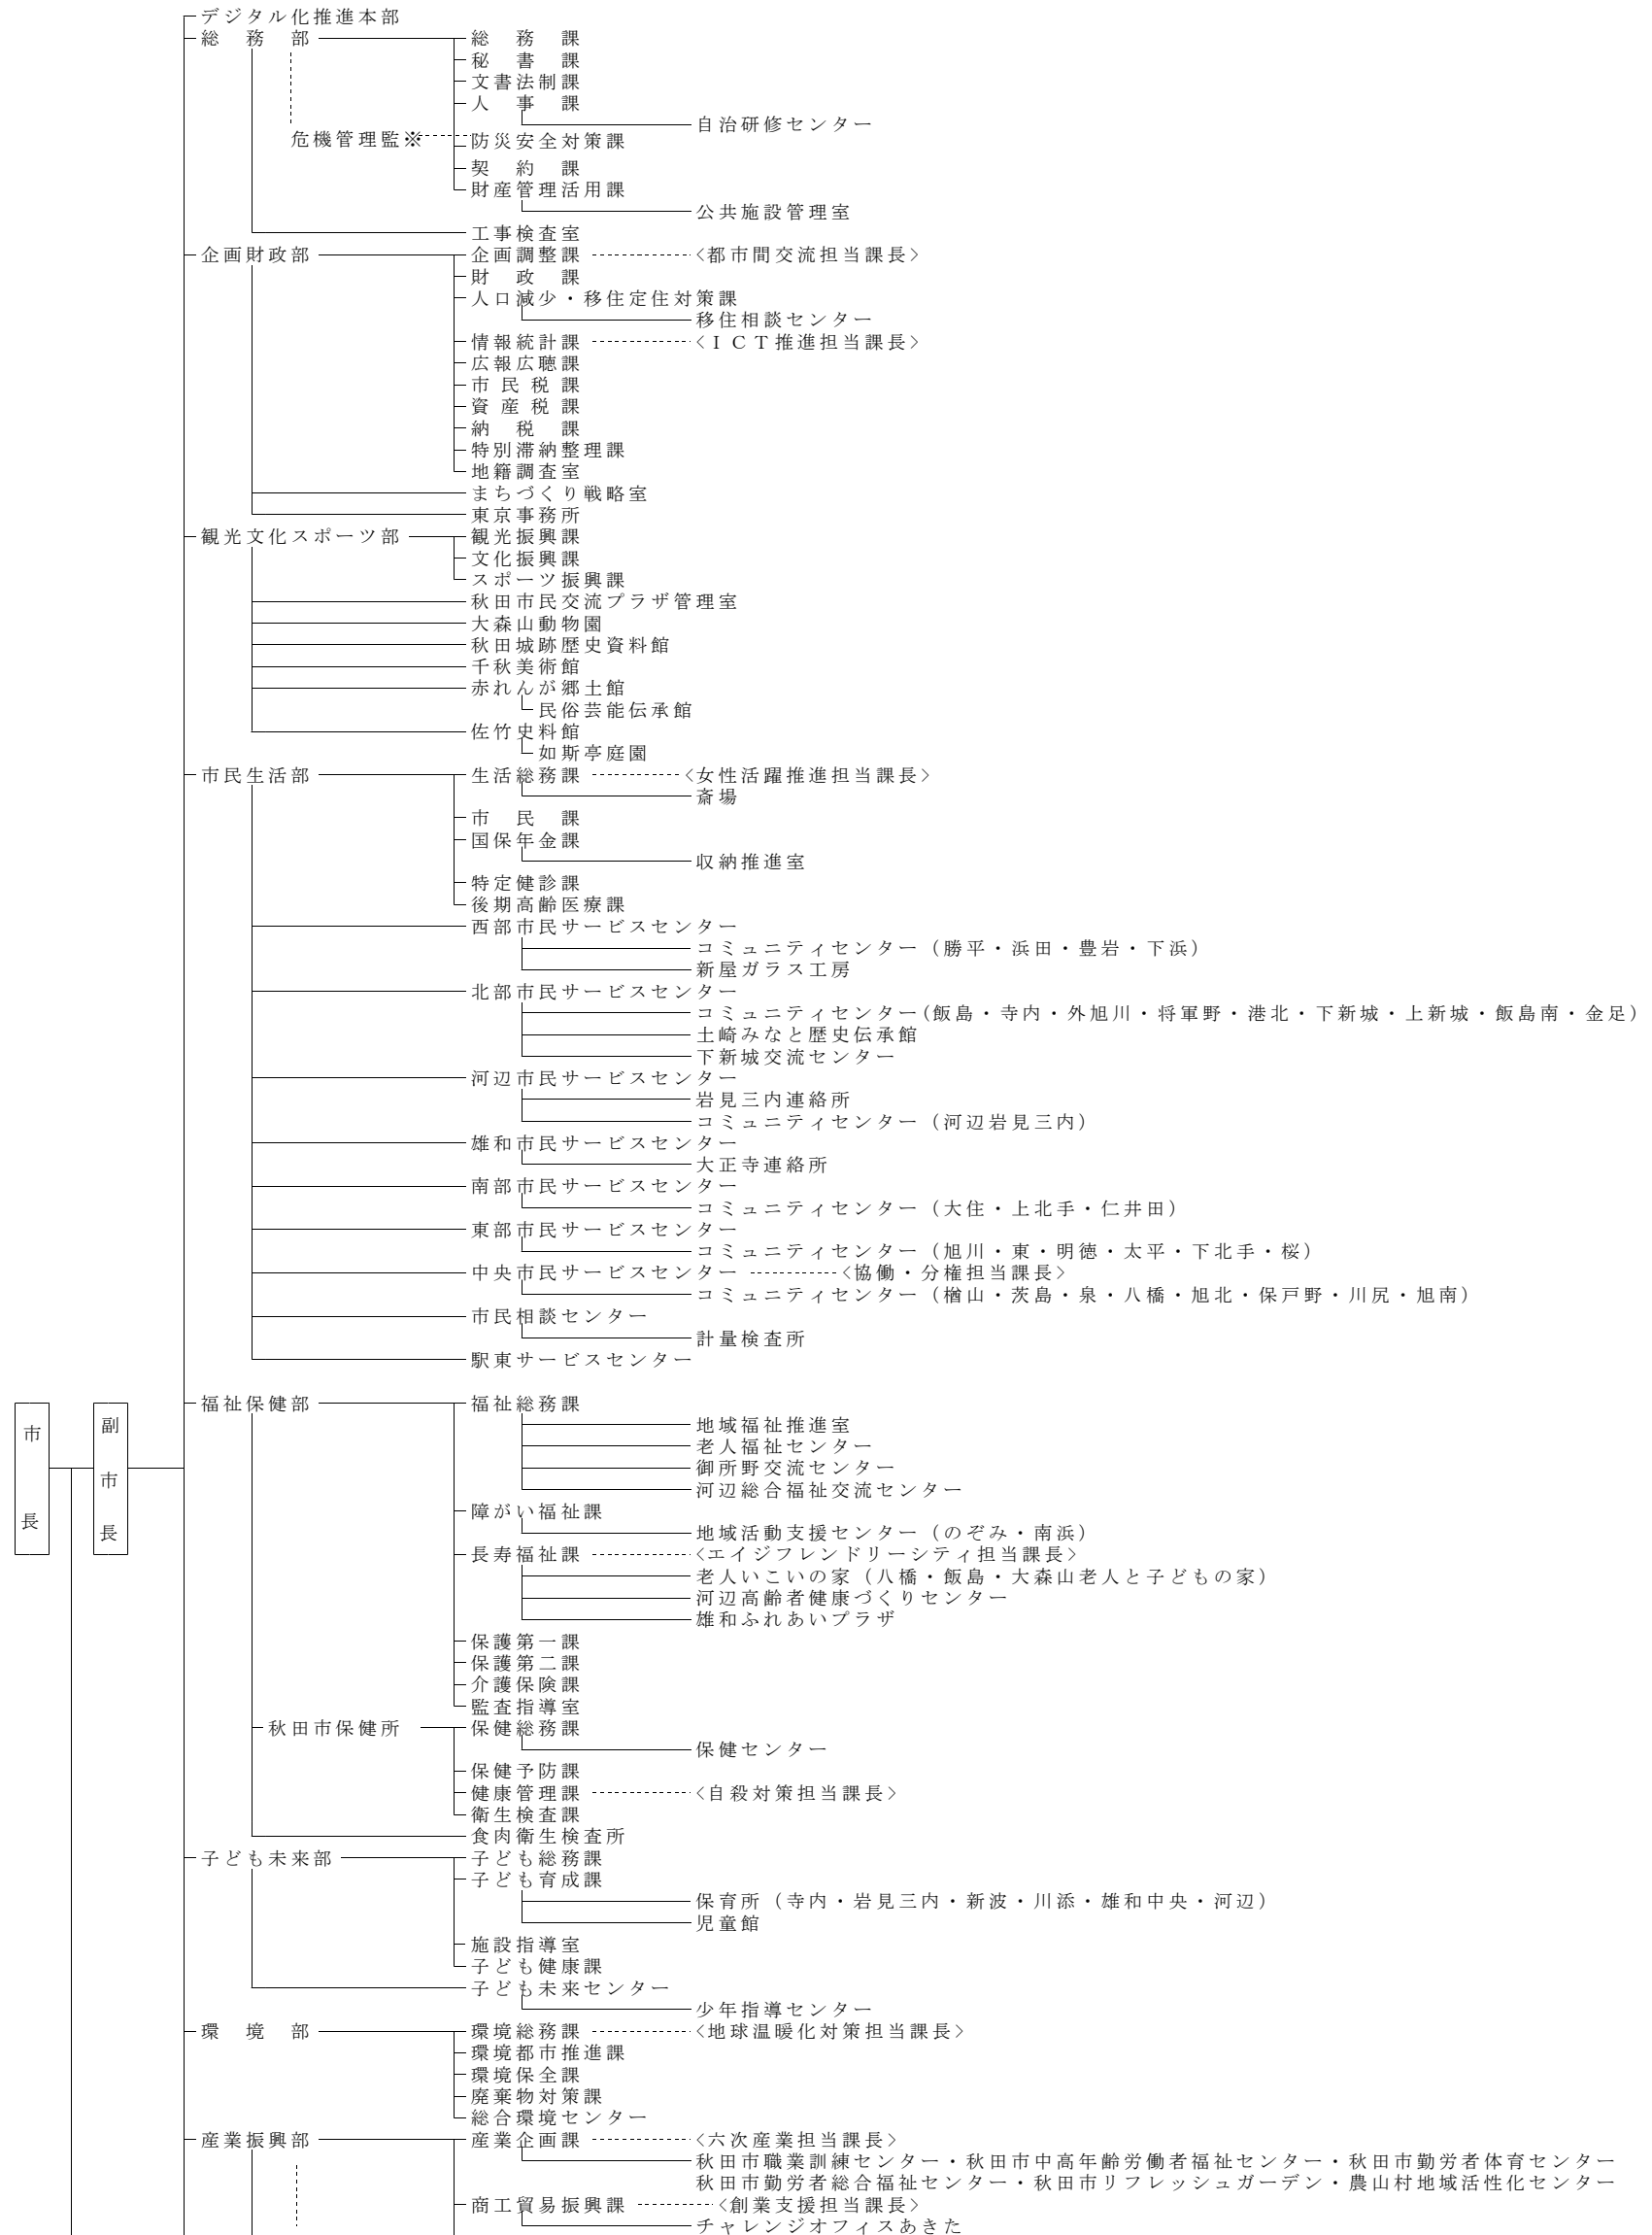 デジタル化推進本部
総　務　部　総　務　課
秘　書　課
文書法制課
人　事　課
自治研修センター
危機管理監※　防災安全対策課
契　約　課
財産管理活用課
公共施設管理室
工事検査室
企画財政部　企画調整課　〈都市間交流担当課長〉
財　政　課
人口減少・移住定住対策課
移住相談センター
情報統計課　〈ＩＣＴ推進担当課長〉
広報広聴課
市 民 税 課
資 産 税 課
納　税　課
特別滞納整理課
地籍調査室
まちづくり戦略室
東京事務所
観光文化スポーツ部　観光振興課
文化振興課
スポーツ振興課
秋田市民交流プラザ管理室
大森山動物園
秋田城跡歴史資料館
千秋美術館
赤れんが郷土館
民俗芸能伝承館
佐竹史料館
如斯亭庭園
市民生活部　生活総務課　〈女性活躍推進担当課長〉
斎場
市　民　課
国保年金課
収納推進室
特定健診課
後期高齢医療課
西部市民サービスセンター
コミュニティセンター（勝平・浜田・豊岩・下浜）
新屋ガラス工房
北部市民サービスセンター
コミュニティセンター(飯島・寺内・外旭川・将軍野・港北・下新城・上新城・飯島南・金足)
土崎みなと歴史伝承館
下新城交流センター
河辺市民サービスセンター
岩見三内連絡所
コミュニティセンター（河辺岩見三内）
雄和市民サービスセンター
大正寺連絡所
南部市民サービスセンター
コミュニティセンター（大住・上北手・仁井田）
東部市民サービスセンター
コミュニティセンター（旭川・東・明徳・太平・下北手・桜）
中央市民サービスセンター　〈協働・分権担当課長〉
コミュニティセンター（楢山・茨島・泉・八橋・旭北・保戸野・川尻・旭南）
市民相談センター
計量検査所
駅東サービスセンター
市長
副市長
福祉保健部　福祉総務課
地域福祉推進室
老人福祉センター
御所野交流センター
河辺総合福祉交流センター
障がい福祉課
地域活動支援センター（のぞみ・南浜）
長寿福祉課　〈エイジフレンドリーシティ担当課長〉
老人いこいの家（八橋・飯島・大森山老人と子どもの家）
河辺高齢者健康づくりセンター
雄和ふれあいプラザ
保護第一課
保護第二課
介護保険課
監査指導室
秋田市保健所　保健総務課
保健センター
保健予防課
健康管理課　〈自殺対策担当課長〉
衛生検査課
食肉衛生検査所
子ども未来部　子ども総務課
子ども育成課
保育所（寺内・岩見三内・新波・川添・雄和中央・河辺）
児童館
施設指導室
子ども健康課
子ども未来センター
少年指導センター
環　境　部　環境総務課　〈地球温暖化対策担当課長〉
環境都市推進課
環境保全課
廃棄物対策課
総合環境センター
産業振興部　産業企画課　〈六次産業担当課長〉
秋田市職業訓練センター・秋田市中高年齢労働者福祉センター・秋田市勤労者体育センター
秋田市勤労者総合福祉センター・秋田市リフレッシュガーデン・農山村地域活性化センター
商工貿易振興課　〈創業支援担当課長〉
チャレンジオフィスあきた